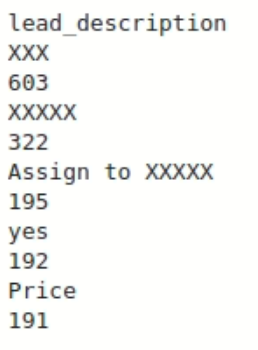 lead_description
XXX
603
XXXXX
322
Assign to XXXXX
195
yes
192
Price
191